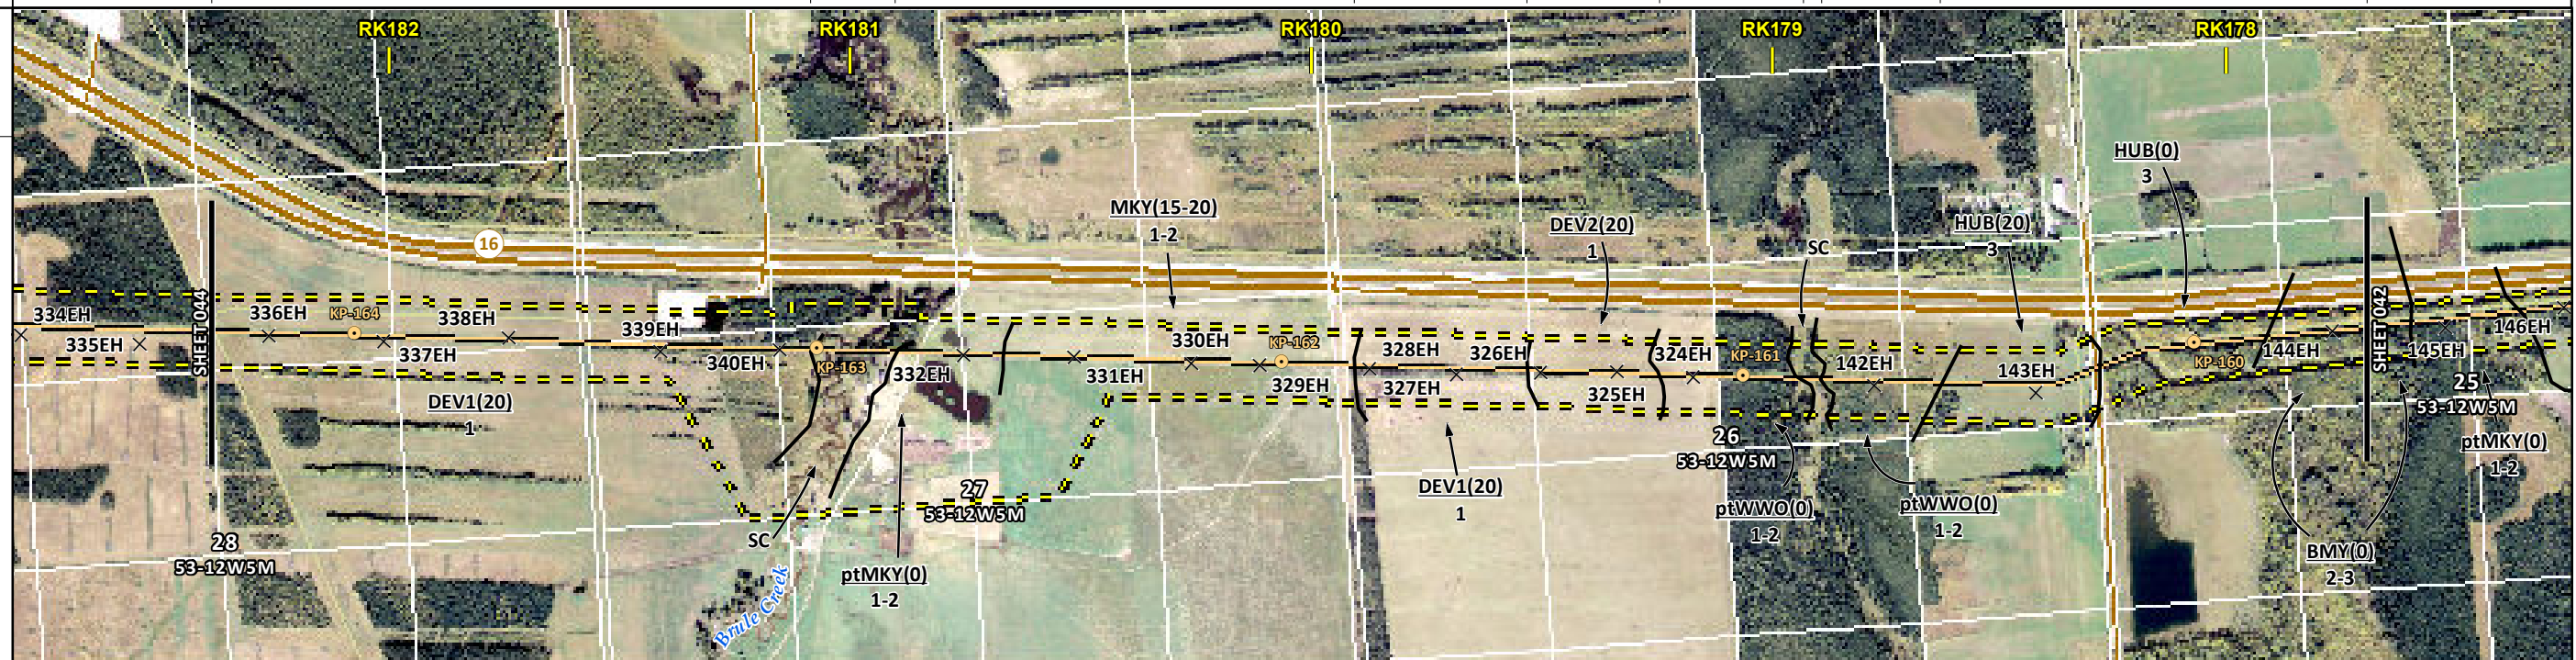 RK182
RK181
RK180
RK179
RK178
HUB(0)
3
MKY(15-20)
1-2
DEV2(20)
1
HUB(20)
3
16
SC
334EH
335EH
SHEET 044
336EH
KP-164
337EH
338EH
339EH
340EH
KP-163
332EH
331EH
330EH
KP-162
329EH
328EH
327EH
326EH
325EH
324EH
KP-161
142EH
143EH
KP-160
144EH
SHEET 042
145EH
146EH
DEV1(20)
1
25
53-12W5M
26
53-12W5M
ptMKY(0)
1-2
27
53-12W5M
DEV1(20)
1
ptWWO(0)
1-2
ptWWO(0)
1-2
28
53-12W5M
SC
BMY(0)
2-3
ptMKY(0)
1-2
Brule Creek